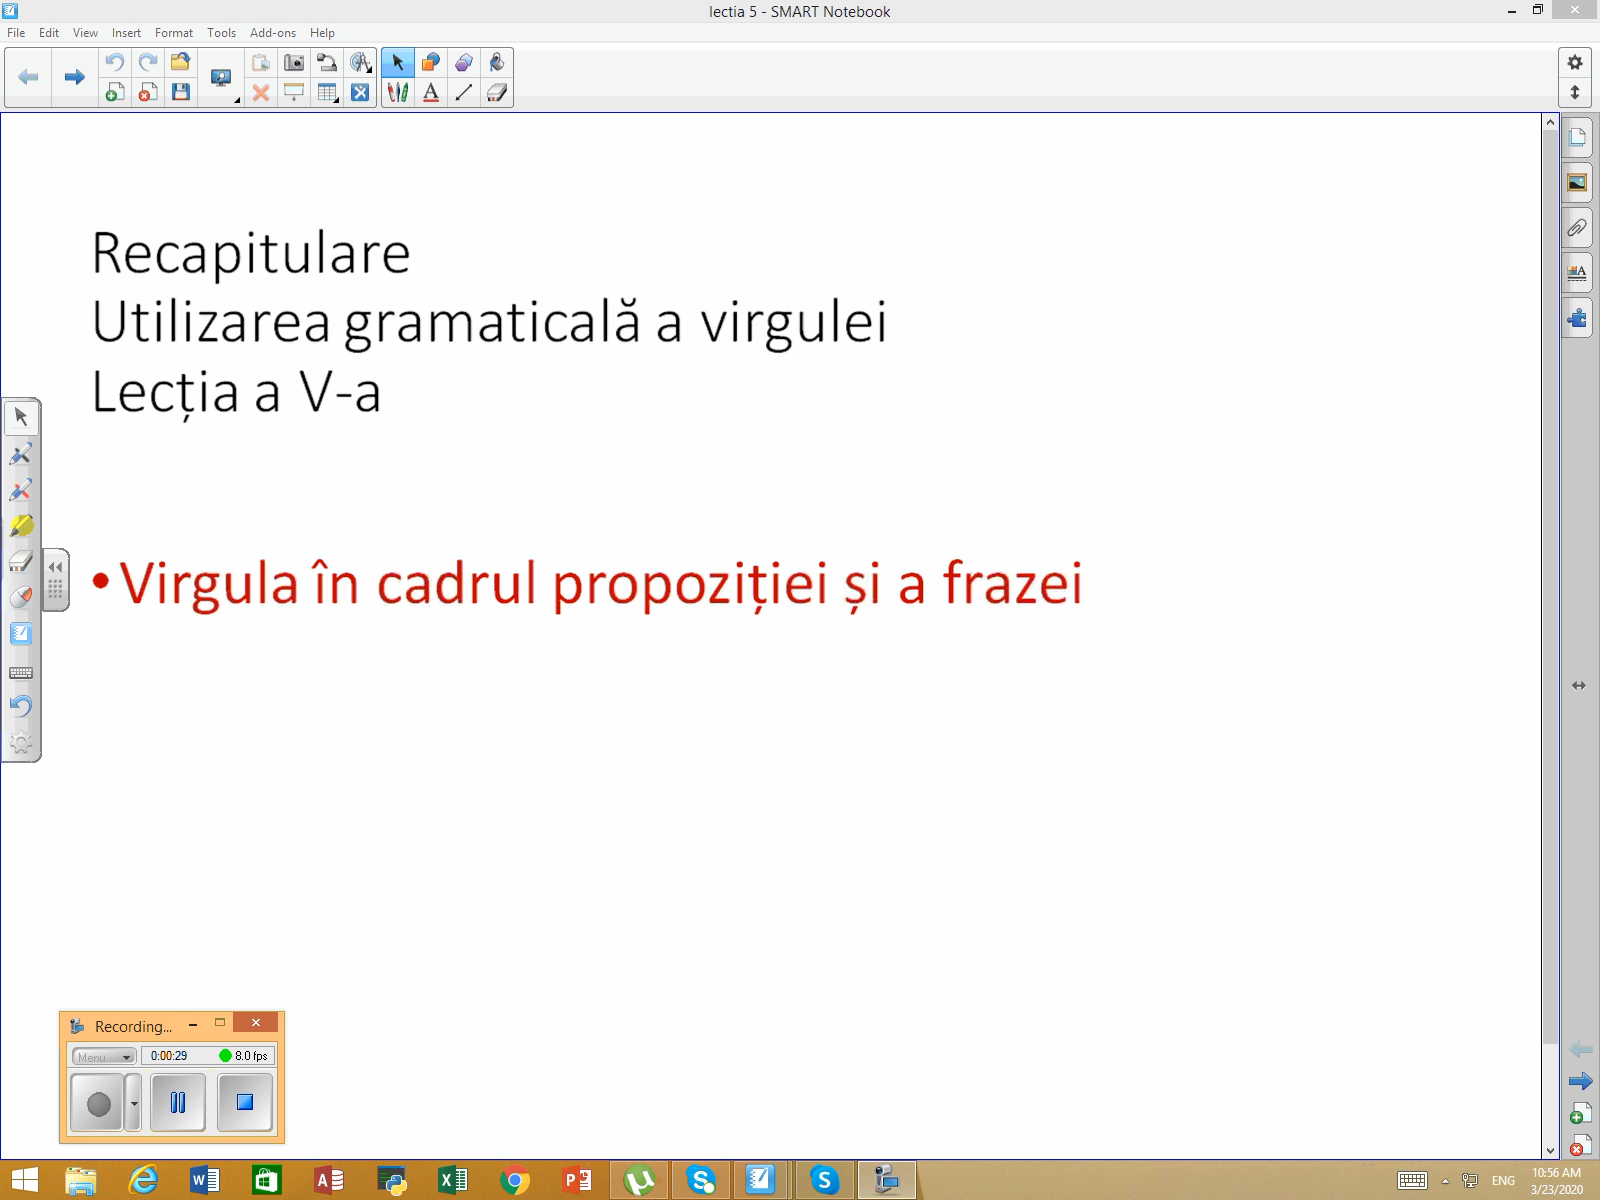 lectia 5 - SMART Notebook
File Edit View Insert Format Tools Add-ons Help
Recapitulare
Utilizarea gramaticală a virgulei
Lecția a V-a
• Virgula în cadrul propoziției și a frazei
Recording...
Menu 0:00:29 8.0 fps
ENG
10:56 AM
3/23/2020